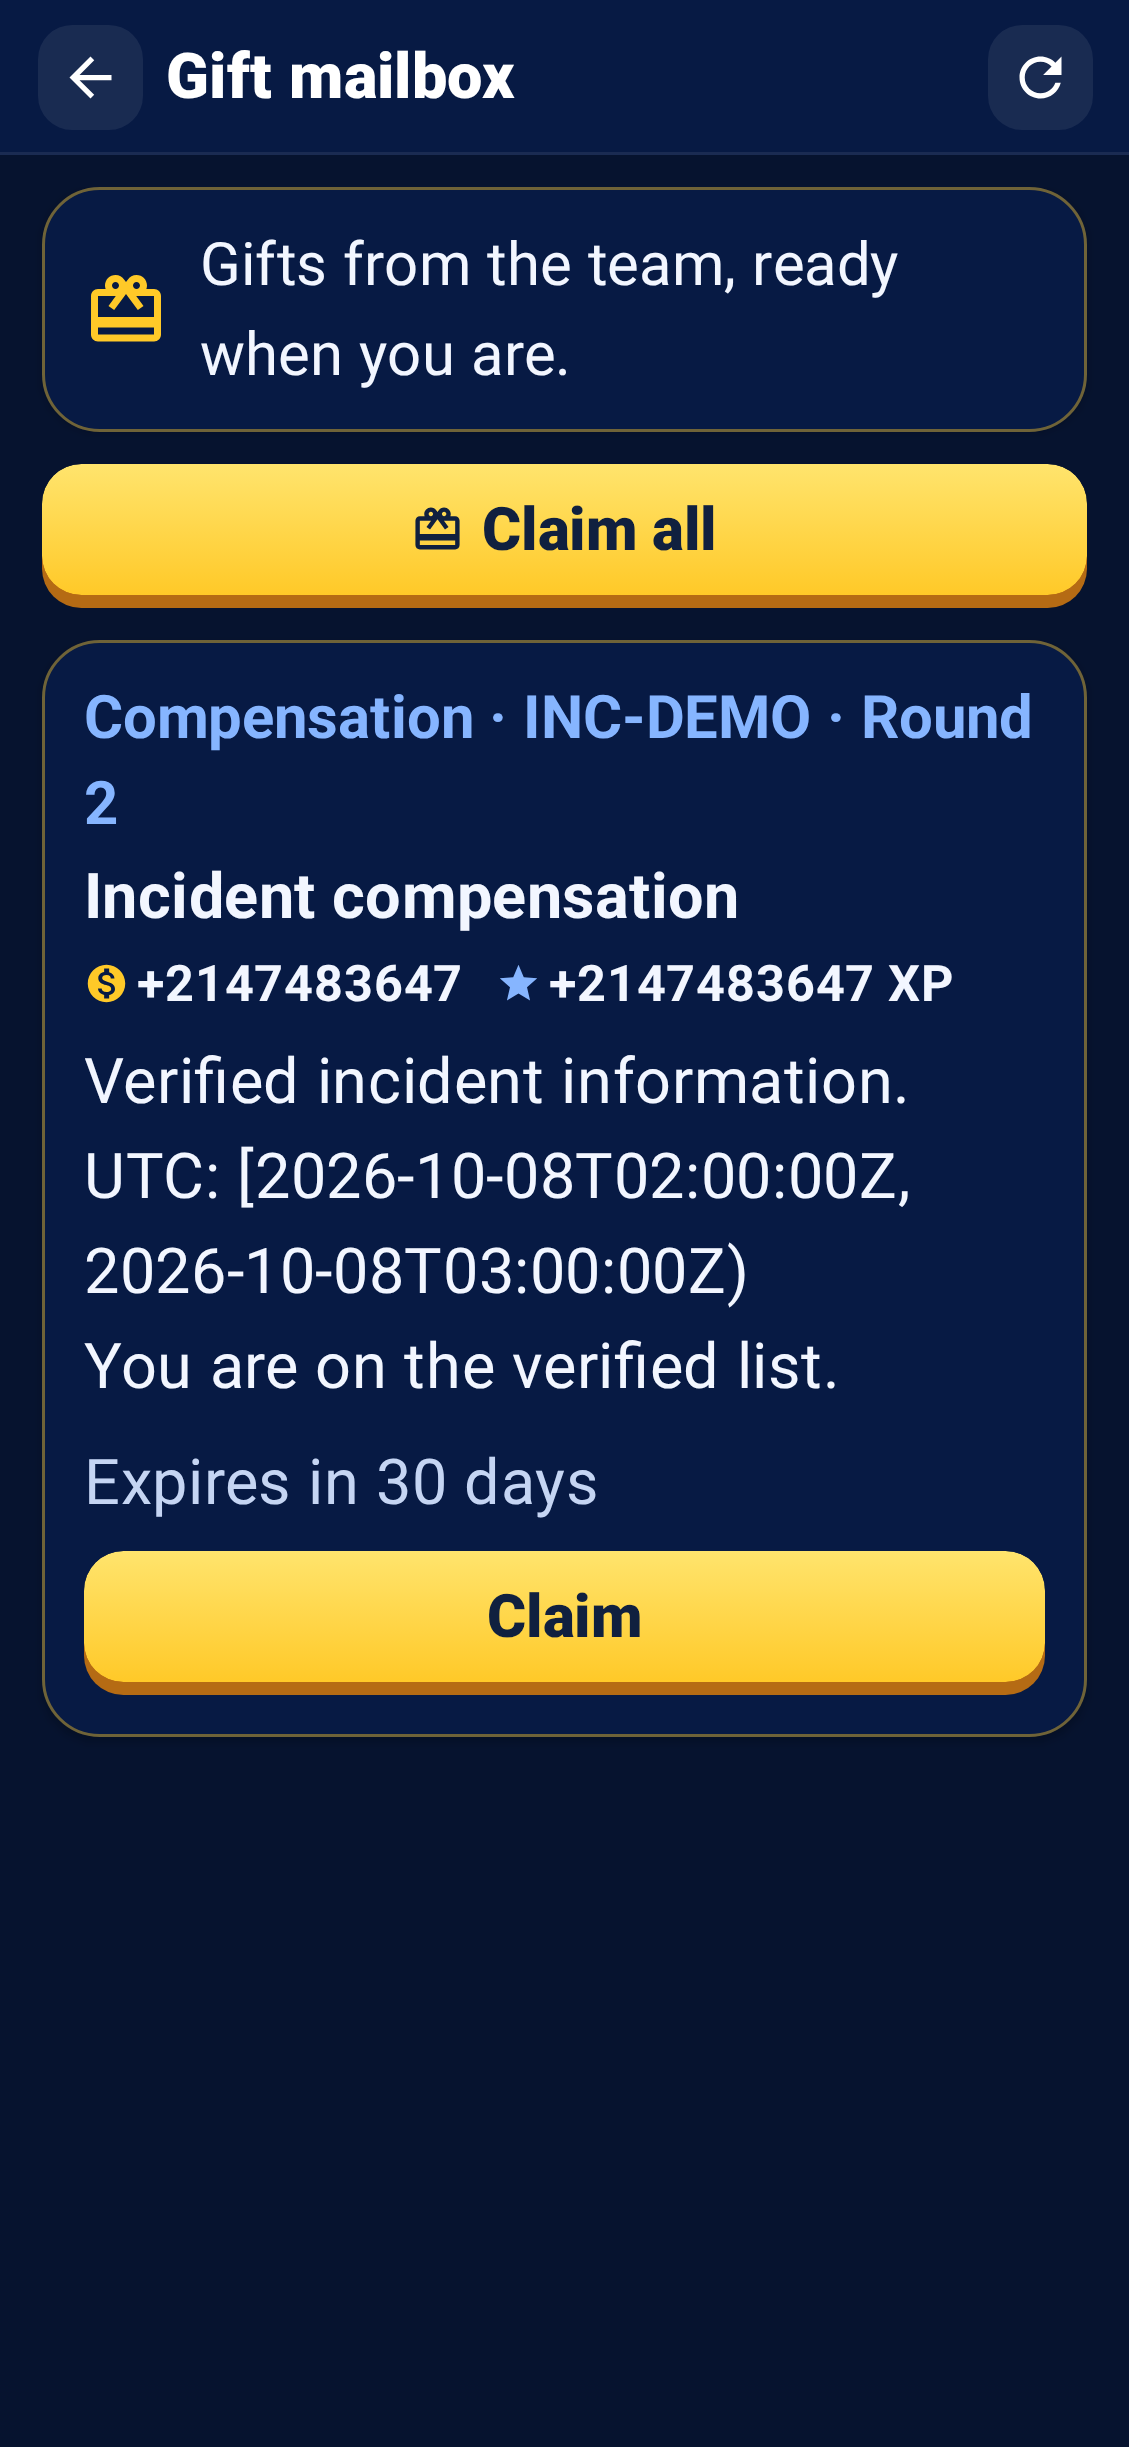 Gift mailbox
Gifts from the team, ready
when you are.
Claim all
Compensation · INC-DEMO · Round
2
Incident compensation
+2147483647 +2147483647 XP
Verified incident information.
UTC: [2026-10-08T02:00:00Z,
2026-10-08T03:00:00Z)
You are on the verified list.
Expires in 30 days
Claim